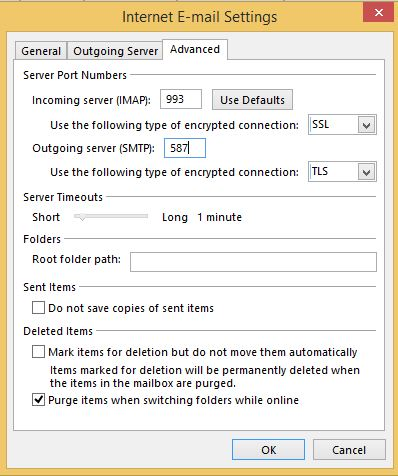 Internet E-mail Settings
General Outgoing Server Advanced
Server Port Numbers
Incoming server (IMAP): 993 Use Defaults
Use the following type of encrypted connection: SSL
Outgoing server (SMTP): 587
Use the following type of encrypted connection: TLS
Server Timeouts
Short Long 1 minute
Folders
Root folder path:
Sent Items
Do not save copies of sent items
Deleted Items
Mark items for deletion but do not move them automatically
Items marked for deletion will be permanently deleted when
the items in the mailbox are purged.
Purge items when switching folders while online
OK Cancel